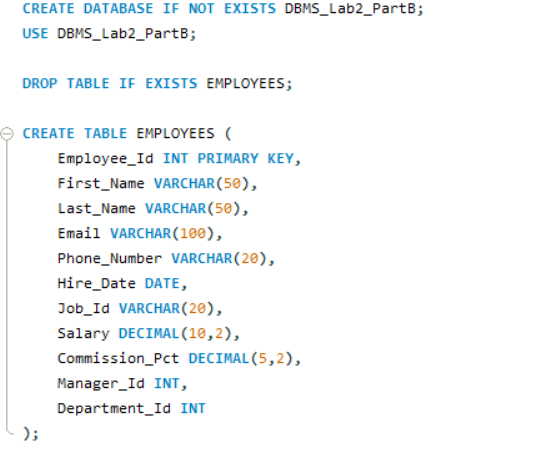 CREATE DATABASE IF NOT EXISTS DBMS_Lab2_PartB;
USE DBMS_Lab2_PartB;
DROP TABLE IF EXISTS EMPLOYEES;
CREATE TABLE EMPLOYEES (
Employee_Id INT PRIMARY KEY,
First_Name VARCHAR(50),
Last_Name VARCHAR(50),
Email VARCHAR(100),
Phone_Number VARCHAR(20),
Hire_Date DATE,
Job_Id VARCHAR(20),
Salary DECIMAL(10,2),
Commission_Pct DECIMAL(5,2),
Manager_Id INT,
Department_Id INT
);